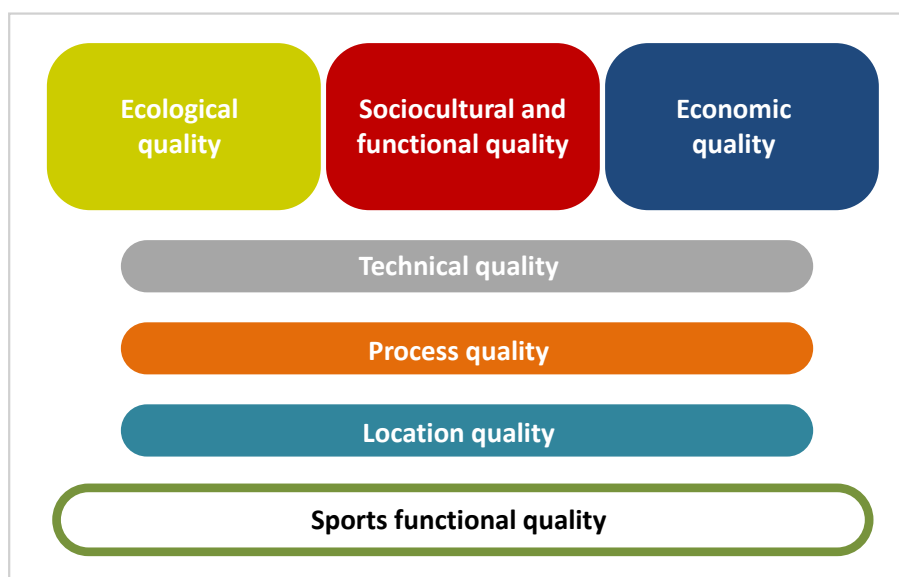 Ecological
quality
Sociocultural and
functional quality
Economic
quality
Technical quality
Process quality
Location quality
Sports functional quality